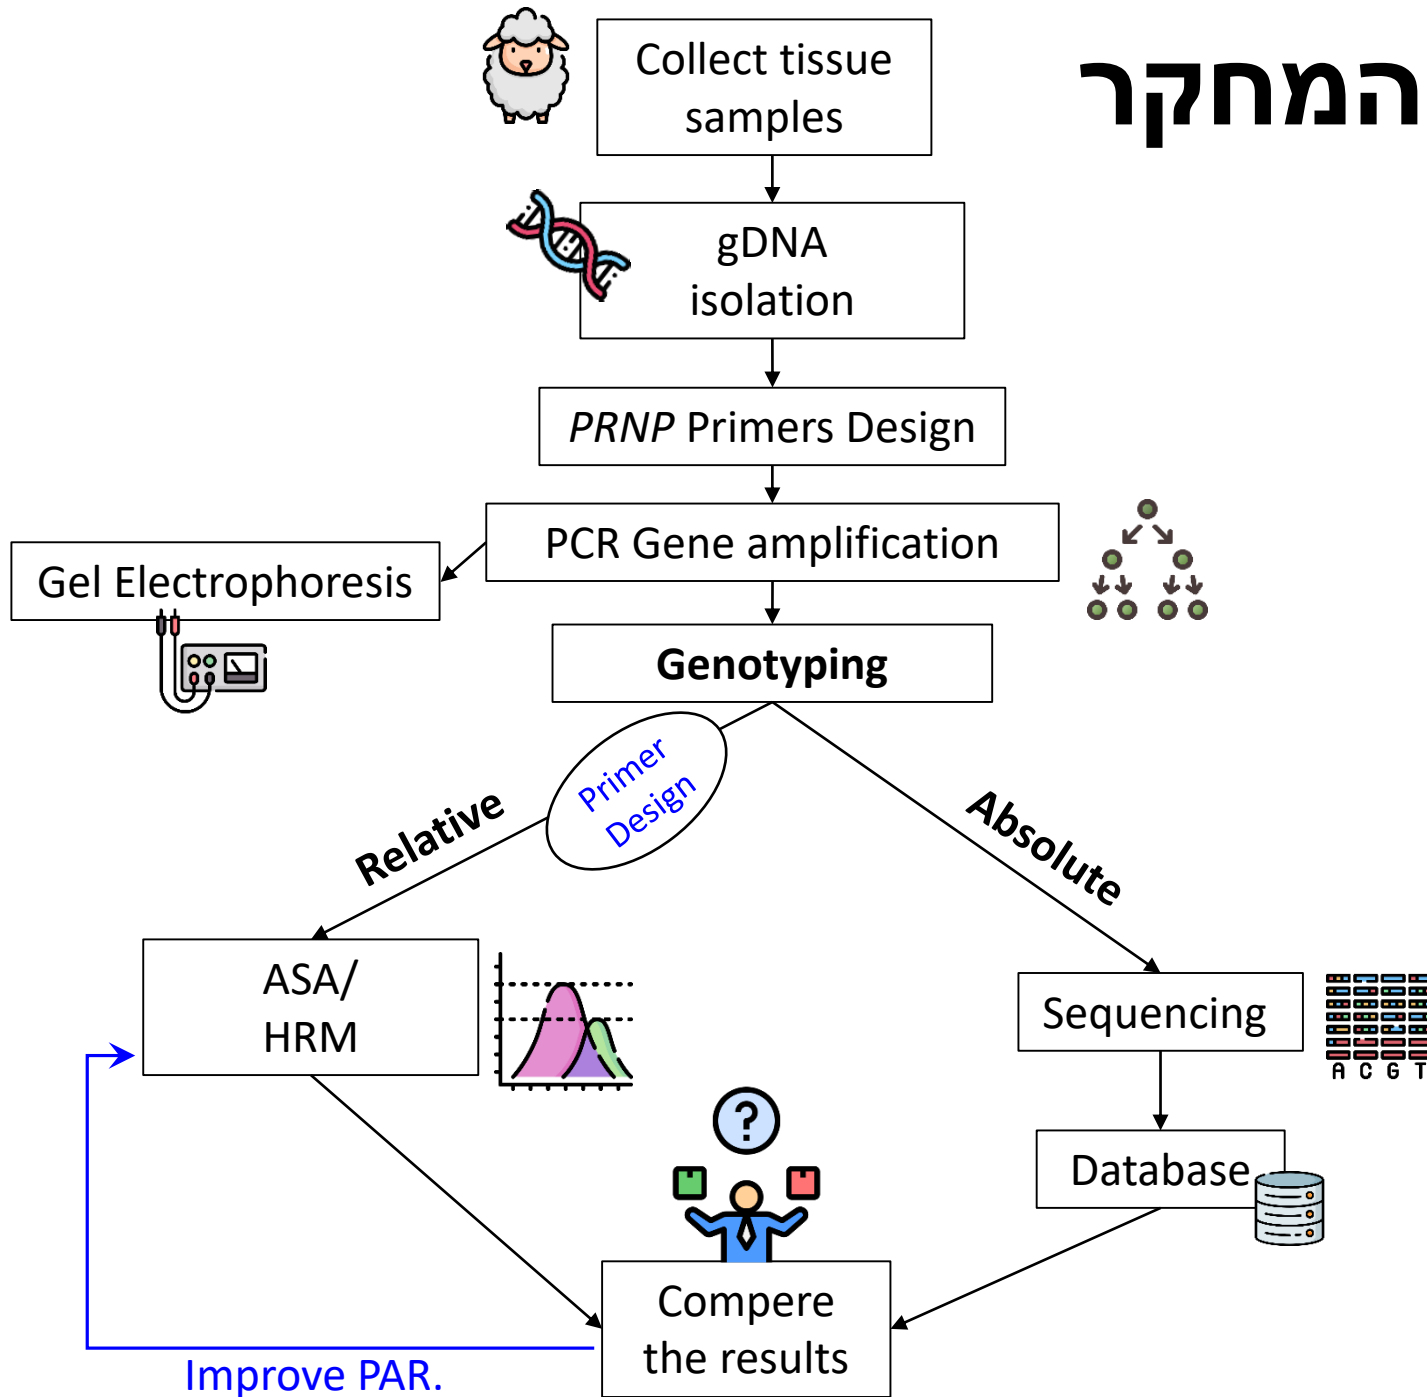 המחקר
Collect tissue
samples
gDNA
isolation
PRNP Primers Design
PCR Gene amplification
Gel Electrophoresis
Genotyping
Primer
Design
Relative
Absolute
ASA/
HRM
Sequencing
A C G T
Database
?
Compere
the results
Improve PAR.